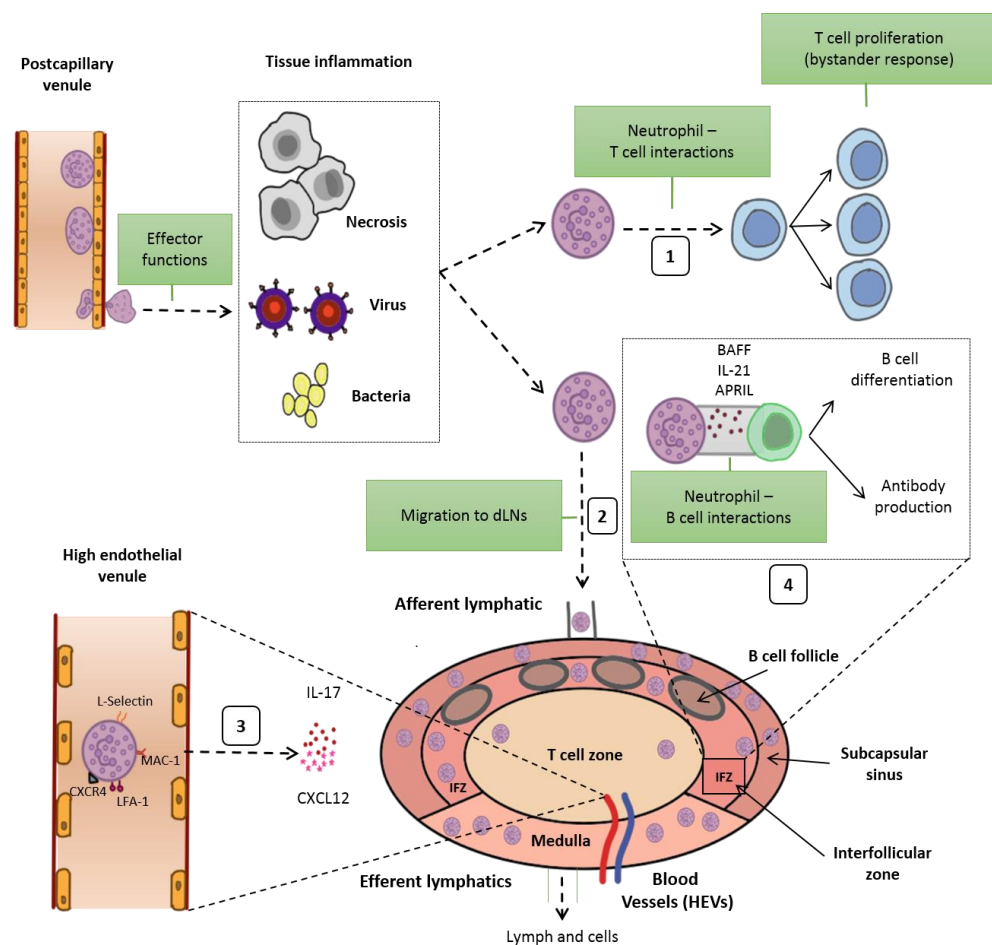 T cell proliferation
(bystander response)
Postcapillary
venule
Tissue inflammation
Neutrophil –
T cell interactions
Necrosis
Effector
functions
1
Virus
Bacteria
BAFF
IL-21
APRIL
B cell
differentiation
Neutrophil –
B cell interactions
Antibody
production
Migration to dLNs
2
4
High endothelial
venule
Afferent lymphatic
B cell follicle
L-Selectin
MAC-1
CXCR4
LFA-1
3
IL-17
CXCL12
T cell zone
IFZ
IFZ
Subcapsular
sinus
Medulla
Interfollicular
zone
Efferent lymphatics
Blood
Vessels (HEVs)
Lymph and cells